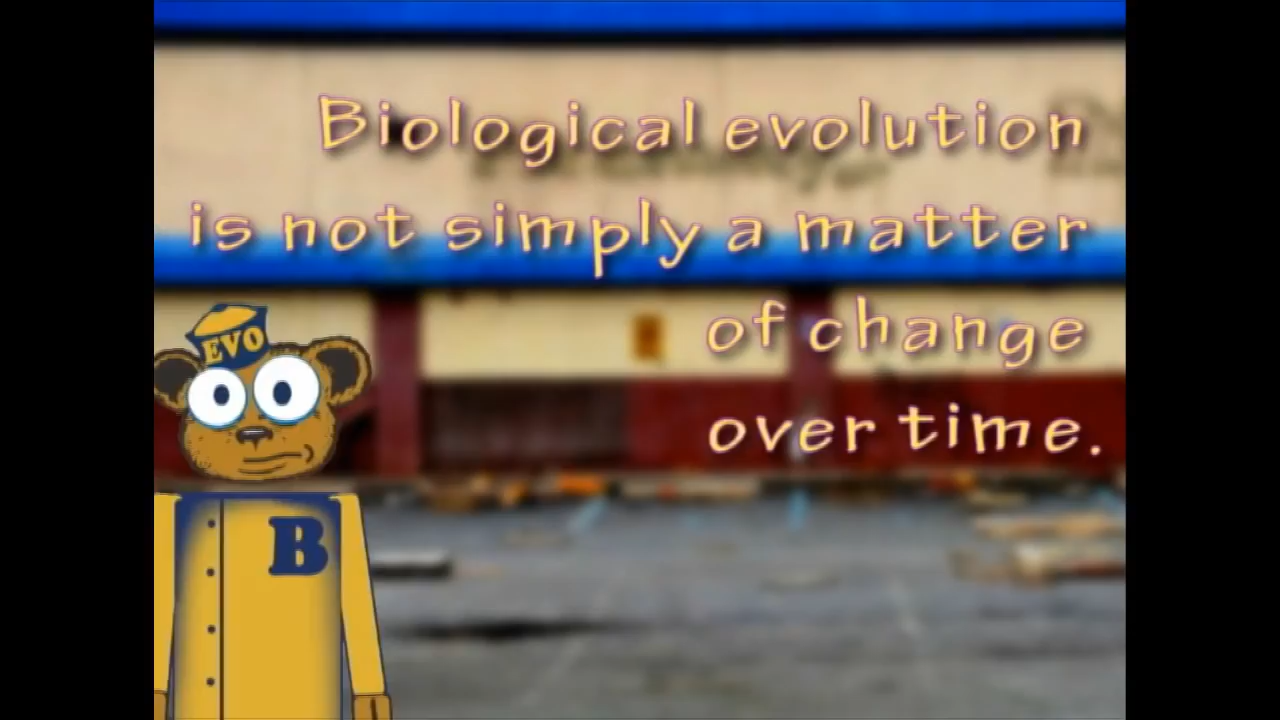 Biological evolution
is not simply a matter
of change
over time.
EVO
B